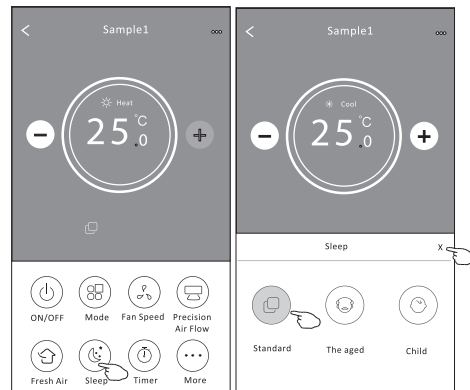 Sample1
Heat
25.0°C
ON/OFF
Mode
Fan Speed
Precision
Air Flow
Fresh Air
Sleep
Timer
More
Sample1
Cool
25.0°C
Sleep
X
Standard
The aged
Child